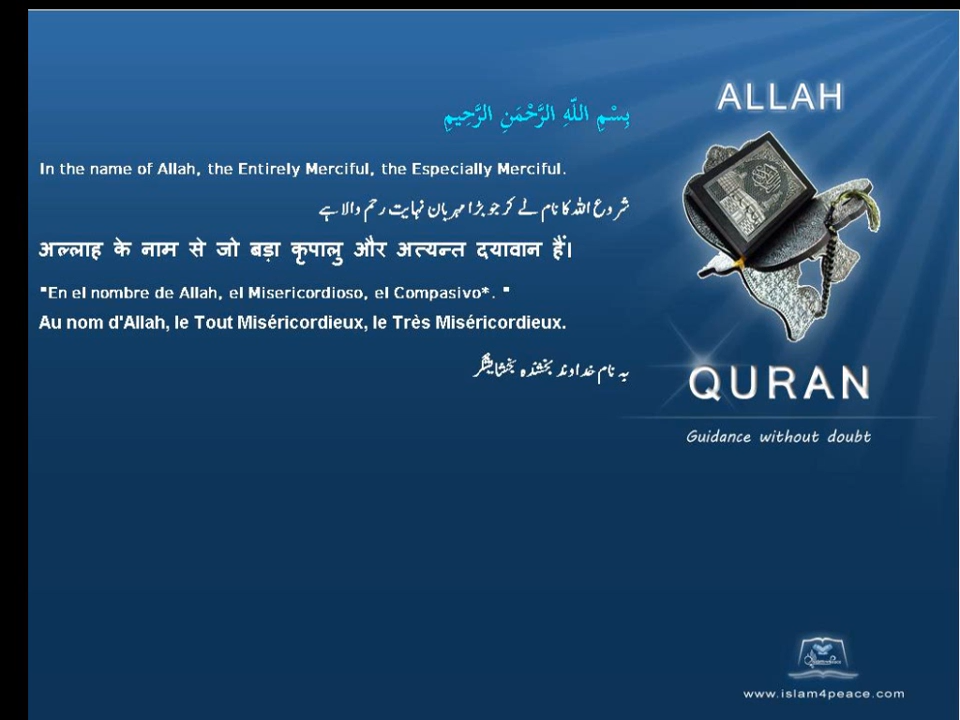 بِسْمِ اللّهِ الرَّحْمَنِ الرَّحِيمِ
In the name of Allah, the Entirely Merciful, the Especially Merciful.
شروع اللہ کا نام لے کر جو بڑا مہربان نہایت رحم والا ہے
अल्लाह के नाम से जो बड़ा कृपालु और अत्यन्त दयावान हैं।
"En el nombre de Allah, el Misericordioso, el Compasivo*. "
Au nom d'Allah, le Tout Miséricordieux, le Très Miséricordieux.
به نام خداوند بخشنده بخشایشگر
ALLAH
QURAN
Guidance without doubt
www.islam4peace.com